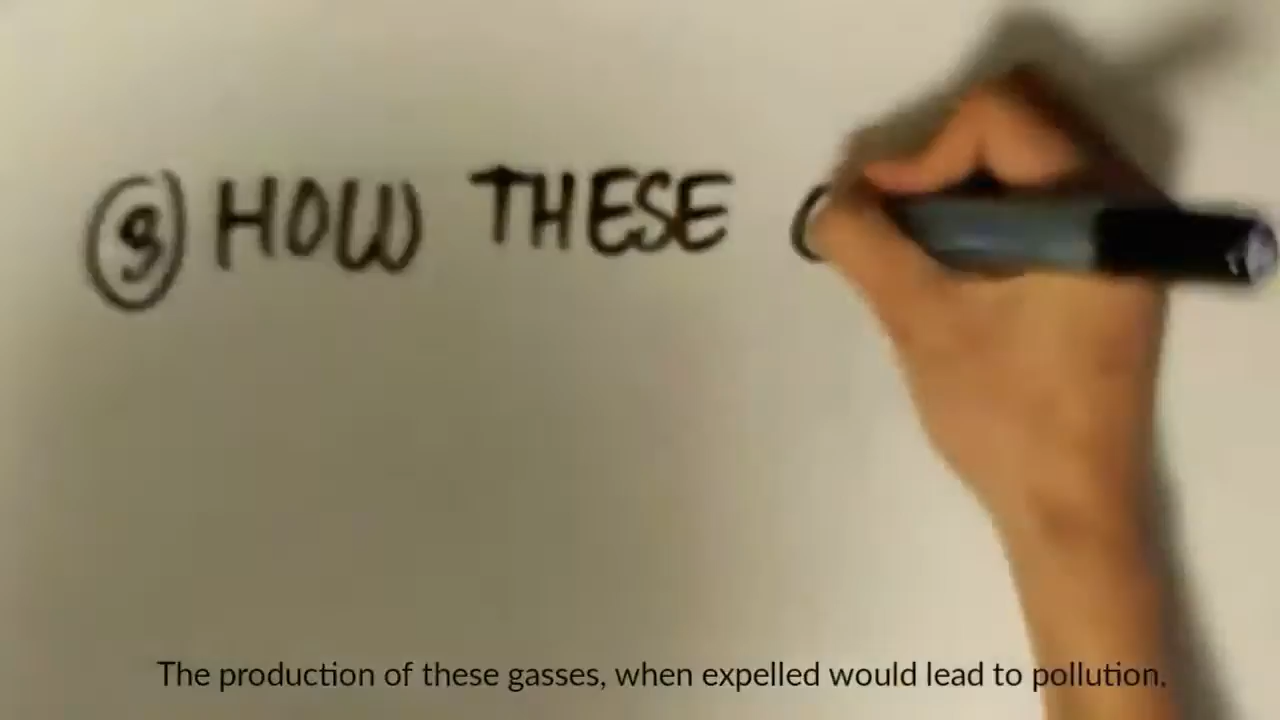 3 HOW THESE
The production of these gasses, when expelled would lead to pollution.